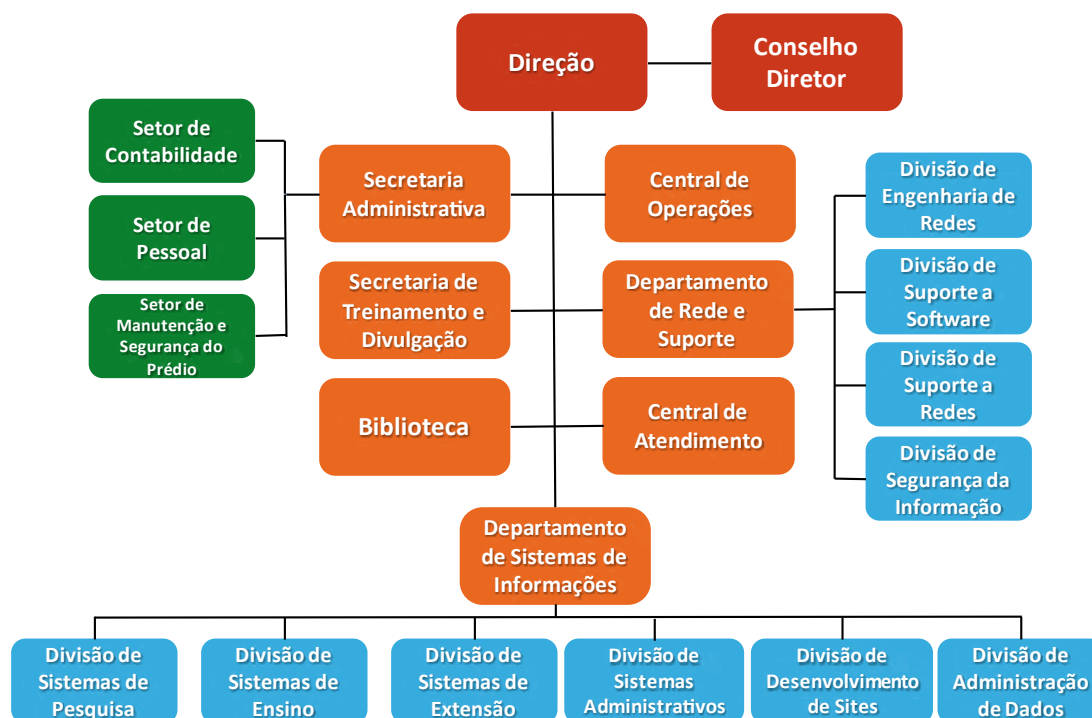 Direção
Conselho
Diretor
Setor de
Contabilidade
Setor de
Pessoal
Setor de
Manutenção e
Segurança do
Prédio
Secretaria
Administrativa
Central de
Operações
Secretaria de
Treinamento e
Divulgação
Departamento
de Rede e
Suporte
Biblioteca
Central de
Atendimento
Divisão de
Engenharia de
Redes
Divisão de
Suporte a
Software
Divisão de
Suporte a
Redes
Divisão de
Segurança da
Informação
Departamento
de Sistemas de
Informações
Divisão de
Sistemas de
Pesquisa
Divisão de
Sistemas de
Ensino
Divisão de
Sistemas de
Extensão
Divisão de
Sistemas
Administrativos
Divisão de
Desenvolvimento
de Sites
Divisão de
Administração
de Dados